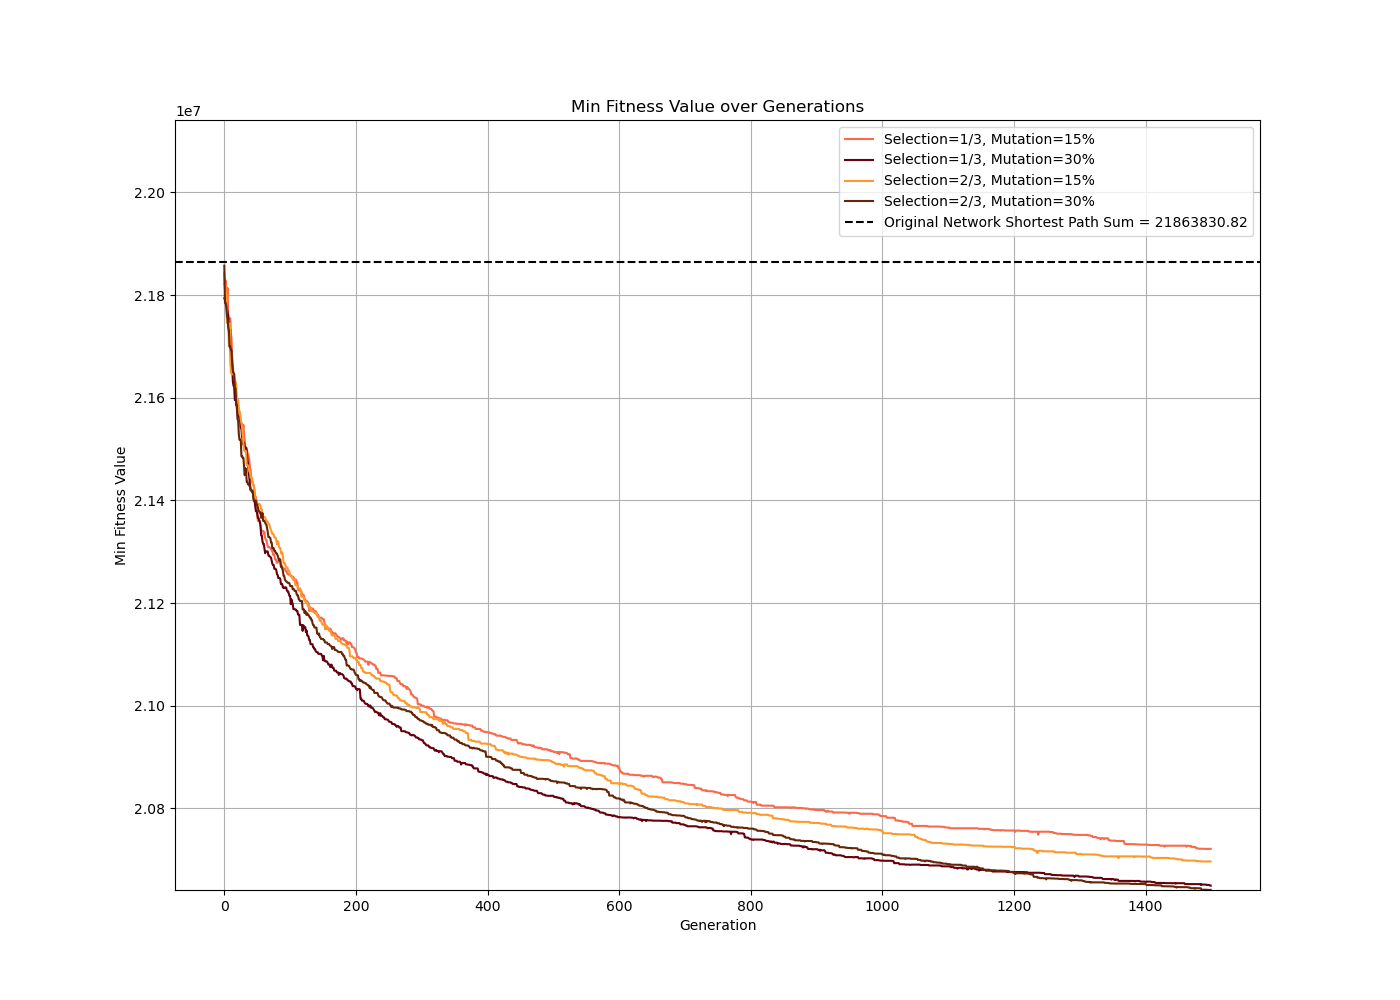 Min Fitness Value over Generations
1e7
Selection=1/3, Mutation=15%
Selection=1/3, Mutation=30%
Selection=2/3, Mutation=15%
Selection=2/3, Mutation=30%
Original Network Shortest Path Sum = 21863830.82
2.20
2.18
2.16
2.14
2.12
2.10
2.08
Min Fitness Value
0 200 400 600 800 1000 1200 1400
Generation